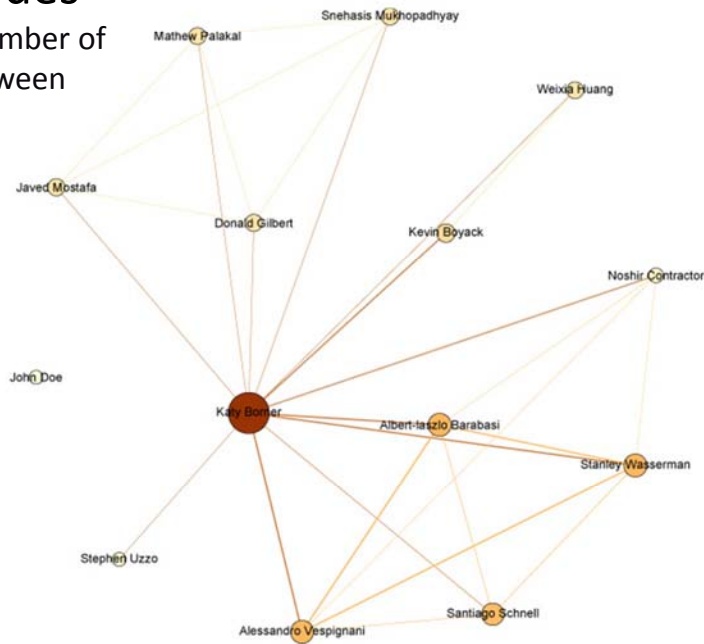 mber of
ween
Snehasis Mukhopadhyay
Mathew Palakal
Weixia Huang
Javed Mostafa
Donald Gilbert
Kevin Boyack
Noshir Contractor
John Doe
Katy Borner
Albert-laszlo Barabasi
Stanley Wasserman
Stephen Uzzo
Santiago Schnell
Alessandro Vespignani